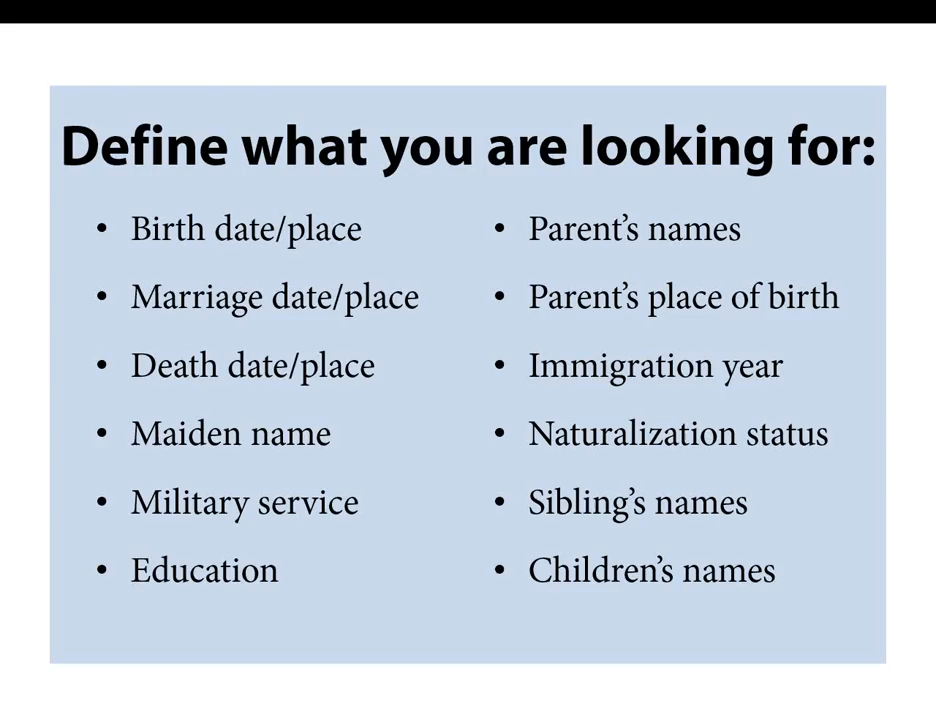 Define what you are looking for:
• Birth date/place
• Marriage date/place
• Death date/place
• Maiden name
• Military service
• Education
• Parent’s names
• Parent’s place of birth
• Immigration year
• Naturalization status
• Sibling’s names
• Children’s names